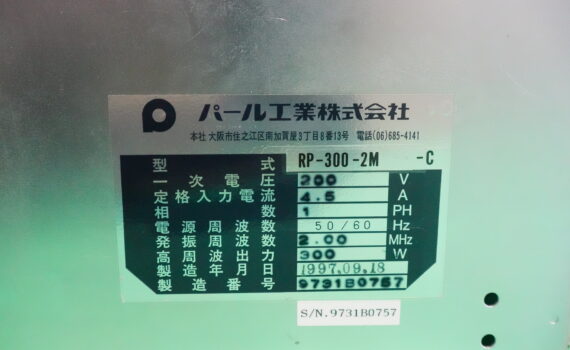 パール工業株式会社
本社 大阪市住之江区南加賀屋3丁目8番13号 電話(06)685-4141
型式 RP-300-2M -C
一次電圧 200 V
定格入力電流 4.5 A
相数 1 PH
電源周波数 50/60 Hz
発振周波数 2.00 MHz
高周波出力 300 W
製造年月日 1997.09.18
製造番号 9731B0757
S/N.9731B0757